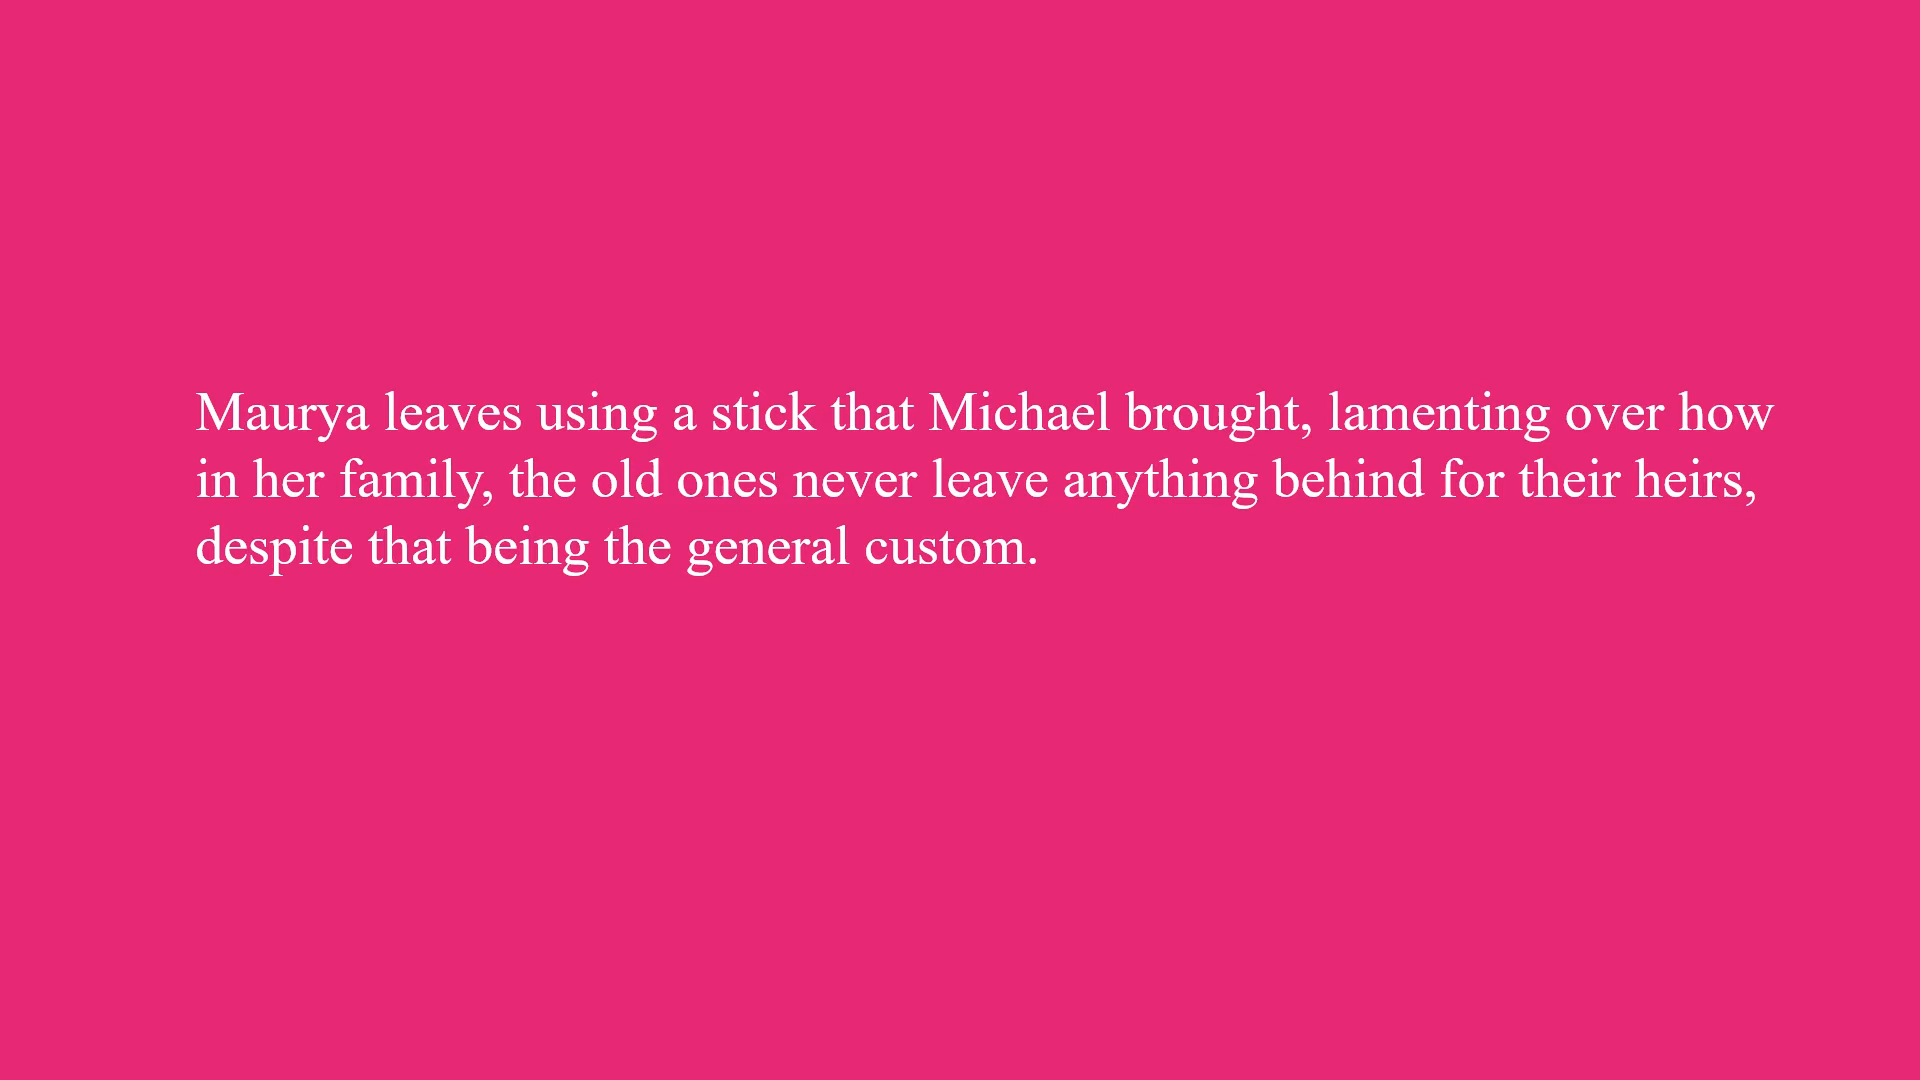 Maurya leaves using a stick that Michael brought, lamenting over how
in her family, the old ones never leave anything behind for their heirs,
despite that being the general custom.